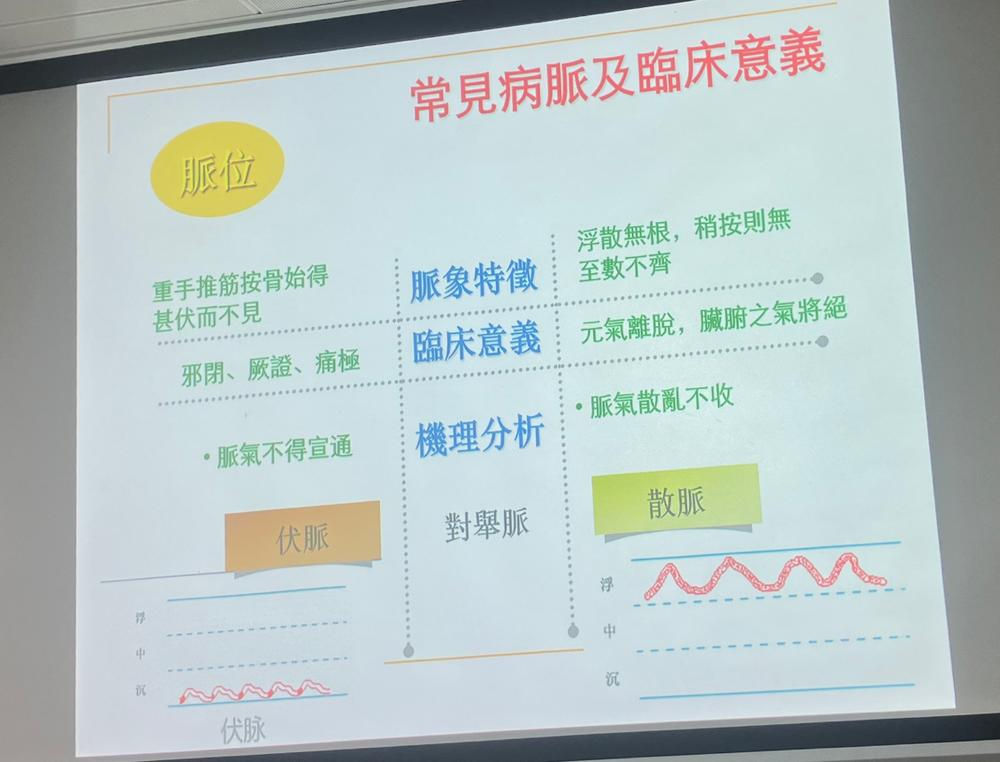 常見病脈及臨床意義
脈位
重手推筋按骨始得
甚伏而不見
脈象特徵
浮散無根，稍按則無
至數不齊
邪閉、厥證、痛極
臨床意義
元氣離脫，臟腑之氣將絕
• 脈氣不得宣通
機理分析
• 脈氣散亂不收
伏脈
對舉脈
散脈
浮
中
沉
伏脉
浮
中
沉